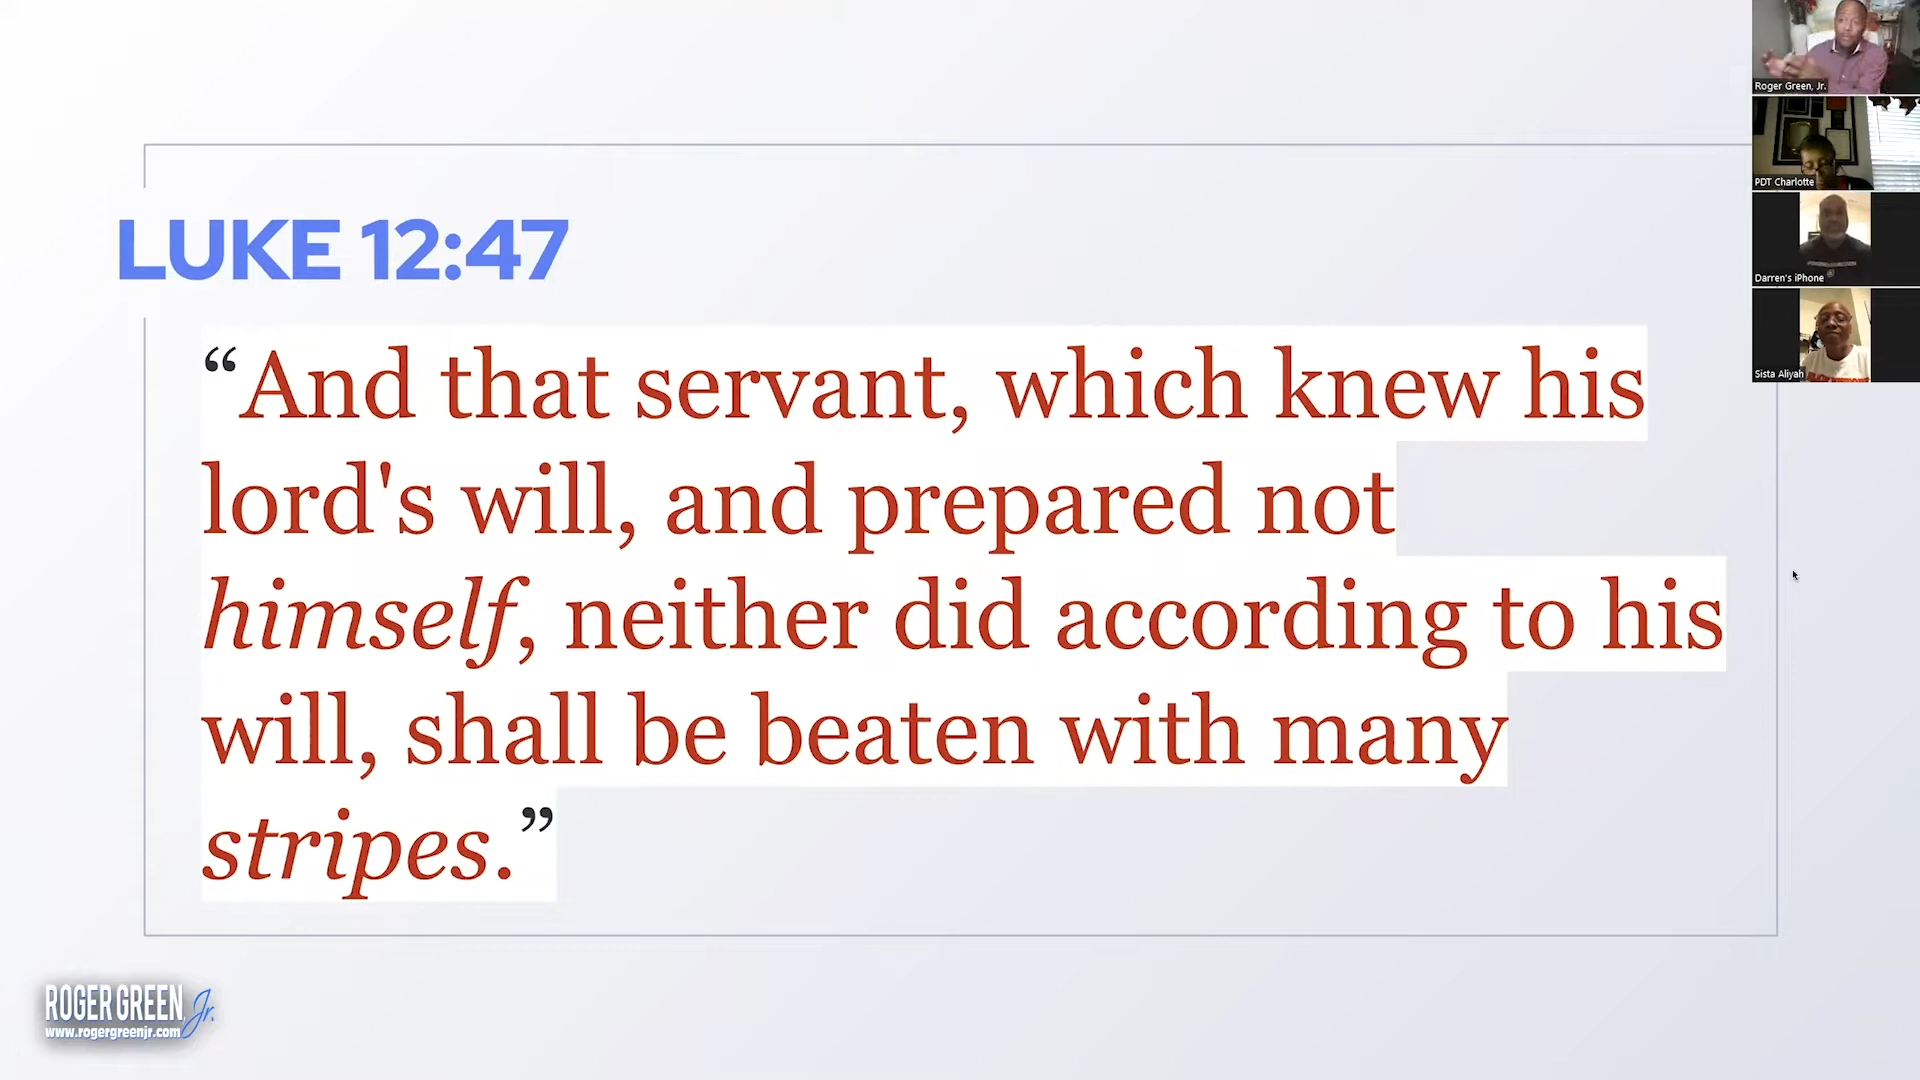 LUKE 12:47
“And that servant, which knew his
lord's will, and prepared not
himself, neither did according to his
will, shall be beaten with many
stripes.”
Roger Green, Jr.
PDT Charlotte
Darren's iPhone
Sista Aliyah
ROGER GREEN, Jr.
www.rogergreenjr.com